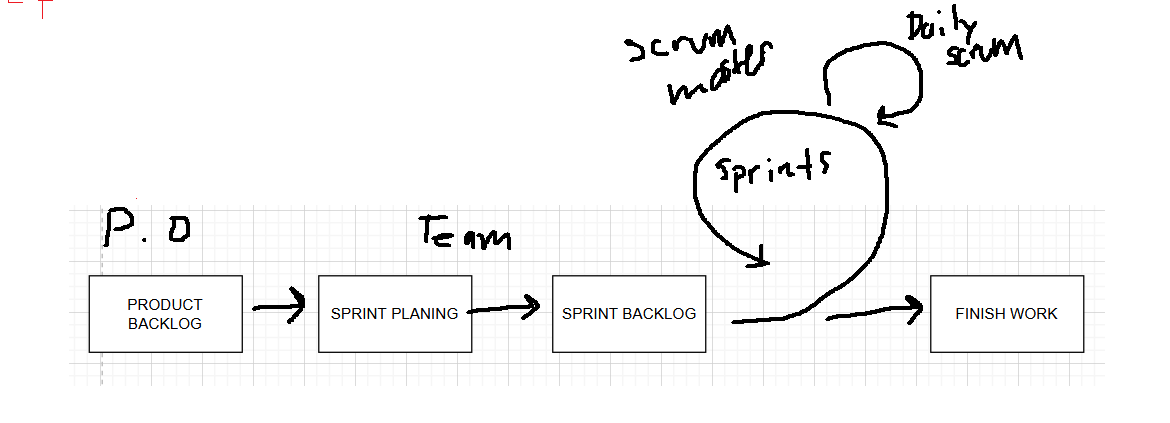 Daily
scrum
scrum
master
sprints
P.O
Team
PRODUCT
BACKLOG
SPRINT PLANING
SPRINT BACKLOG
FINISH WORK